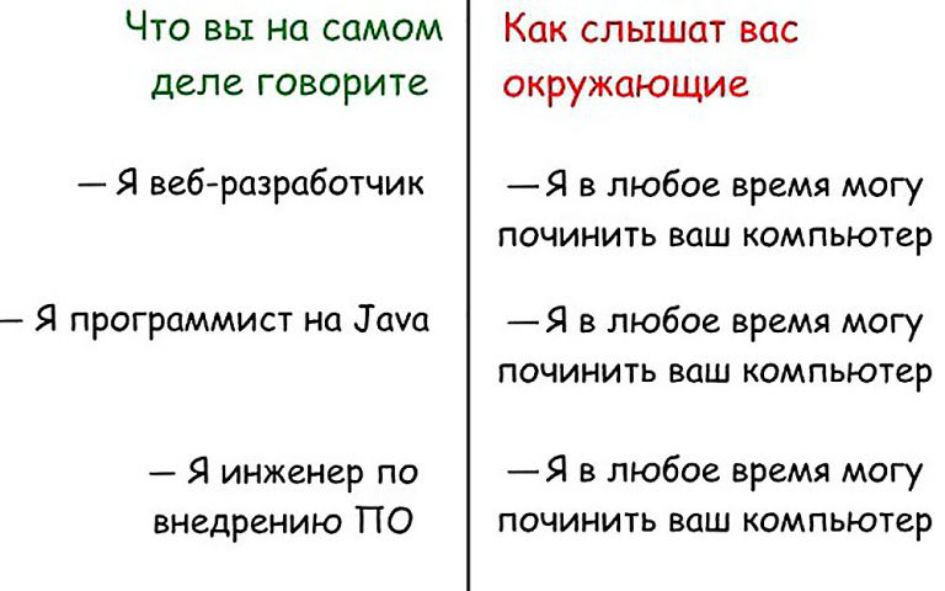 Что вы на самом
деле говорите
Как слышат вас
окружающие
— Я веб-разработчик
— Я в любое время могу
починить ваш компьютер
— Я программист на Java
— Я в любое время могу
починить ваш компьютер
— Я инженер по
внедрению ПО
— Я в любое время могу
починить ваш компьютер